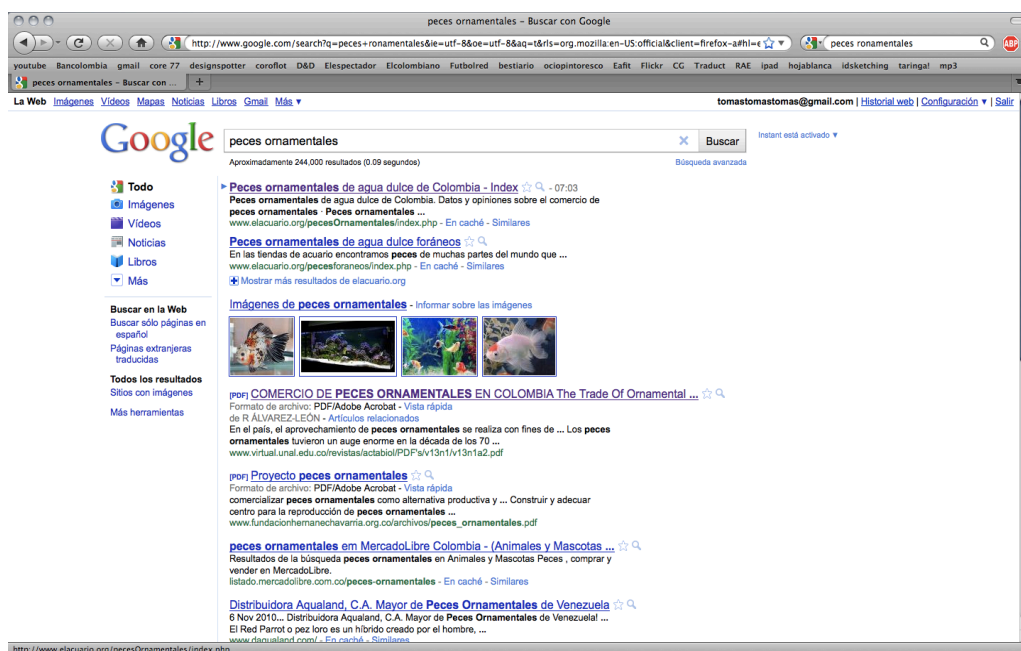 peces ornamentales – Buscar con Google
http://www.google.com/search?q=peces+ronamentales&ie=utf-8&oe=utf-8&aq=t&rls=org.mozilla:en-US:official&client=firefox-a#hl=e
peces ronamentales
ABP
youtube Bancolombia gmail core 77 designspotter coroflot D&D Elespectador Elcolombiano Futbolred bestiario ociopintoresco Eafit Flickr CG Traduct RAE ipad hojablanca idsketching taringa! mp3
peces ornamentales – Buscar con ...
La Web Imágenes Vídeos Mapas Noticias Libros Gmail Más ▼
tomastomastomas@gmail.com | Historial web | Configuración ▼ | Salir
Google
peces ornamentales
Buscar
Instant está activado ▼
Aproximadamente 244,000 resultados (0.09 segundos)
Búsqueda avanzada
Todo
Imágenes
Vídeos
Noticias
Libros
Más
Buscar en la Web
Buscar sólo páginas en
español
Páginas extranjeras
traducidas
Todos los resultados
Sitios con imágenes
Más herramientas
Peces ornamentales de agua dulce de Colombia - Index - 07:03
Peces ornamentales de agua dulce de Colombia. Datos y opiniones sobre el comercio de
peces ornamentales · Peces ornamentales ...
www.elacuario.org/pecesOrnamentales/index.php - En caché - Similares
Peces ornamentales de agua dulce foráneos
En las tiendas de acuario encontramos peces de muchas partes del mundo que ...
www.elacuario.org/pecesforaneos/index.php - En caché - Similares
Mostrar más resultados de elacuario.org
Imágenes de peces ornamentales - Informar sobre las imágenes
[PDF] COMERCIO DE PECES ORNAMENTALES EN COLOMBIA The Trade Of Ornamental ...
Formato de archivo: PDF/Adobe Acrobat - Vista rápida
de R ÁLVAREZ-LEÓN - Artículos relacionados
En el país, el aprovechamiento de peces ornamentales se realiza con fines de ... Los peces
ornamentales tuvieron un auge enorme en la década de los 70 ...
www.virtual.unal.edu.co/revistas/actabiol/PDF's/v13n1/v13n1a2.pdf
[PDF] Proyecto peces ornamentales
Formato de archivo: PDF/Adobe Acrobat - Vista rápida
comercializar peces ornamentales como alternativa productiva y ... Construir y adecuar
centro para la reproducción de peces ornamentales ...
www.fundacionhernanechavarria.org.co/archivos/peces_ornamentales.pdf
peces ornamentales em MercadoLibre Colombia - (Animales y Mascotas ...
Resultados de la búsqueda peces ornamentales en Animales y Mascotas Peces , comprar y
vender en MercadoLibre.
listado.mercadolibre.com.co/peces-ornamentales - En caché - Similares
Distribuidora Aqualand, C.A. Mayor de Peces Ornamentales de Venezuela
6 Nov 2010... Distribuidora Aqualand, C.A. Mayor de Peces Ornamentales de Venezuela! ...
El Red Parrot o pez loro es un híbrido creado por el hombre, ...
www.daqualand.com/ - En caché - Similares
http://www.elacuario.org/pecesOrnamentales/index.php